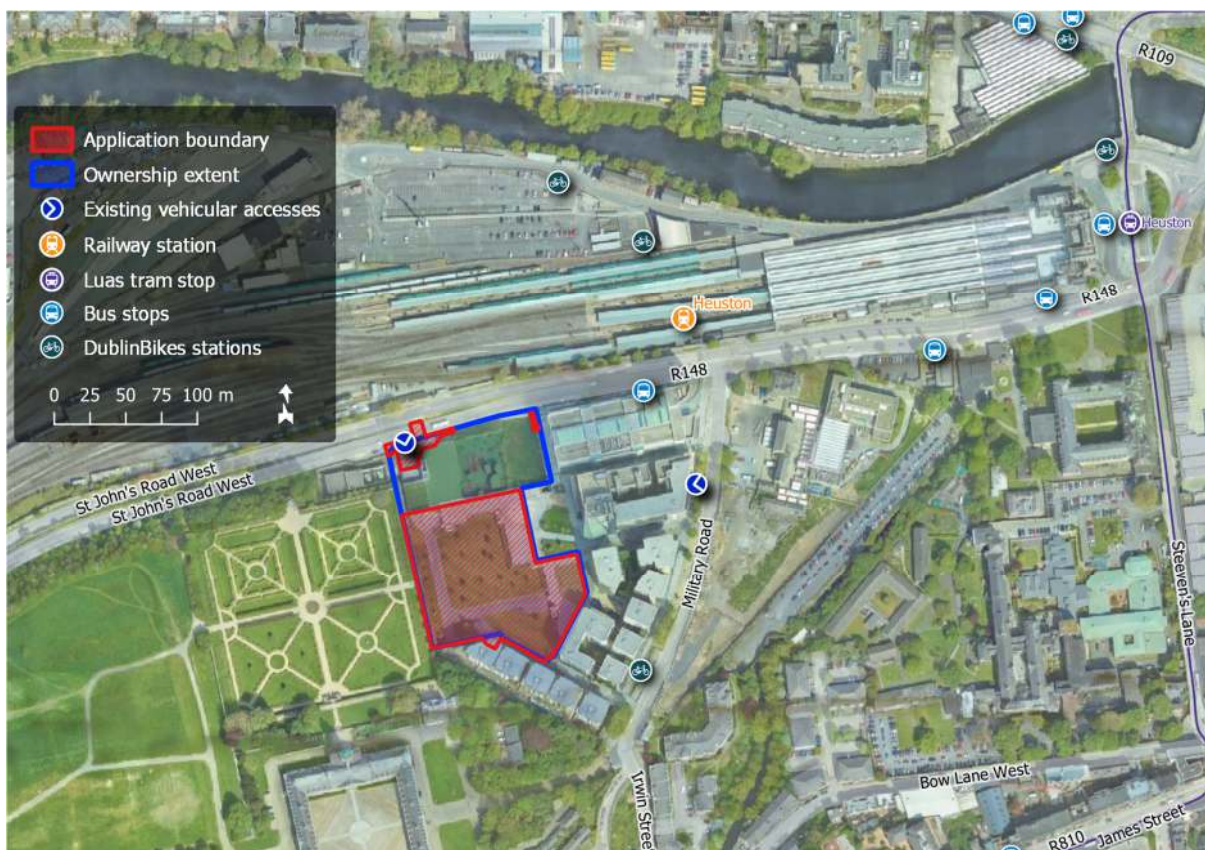 R109
Application boundary
Ownership extent
Existing vehicular accesses
Railway station
Luas tram stop
Bus stops
DublinBikes stations
0 25 50 75 100 m
Heuston
Heuston
R148
R148
St John's Road West
St John's Road West
Military Road
Steeven's Lane
Irwin Street
Bow Lane West
R810
James Street